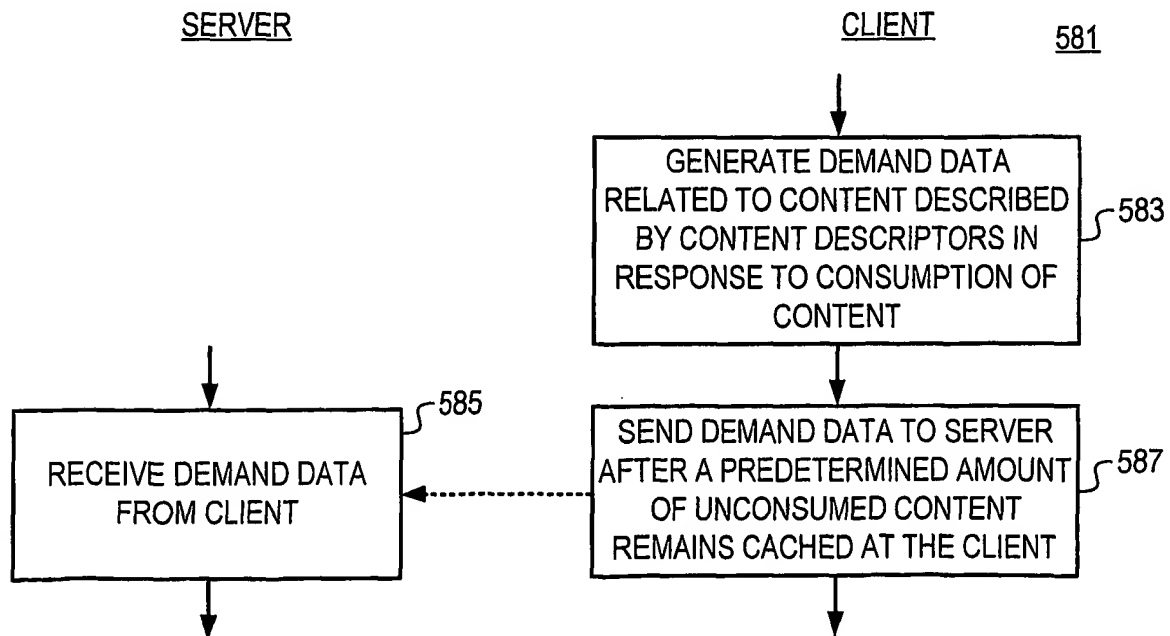 SERVER
CLIENT
581
GENERATE DEMAND DATA
RELATED TO CONTENT DESCRIBED
BY CONTENT DESCRIPTORS IN
RESPONSE TO CONSUMPTION OF
CONTENT
583
RECEIVE DEMAND DATA
FROM CLIENT
585
SEND DEMAND DATA TO SERVER
AFTER A PREDETERMINED AMOUNT
OF UNCONSUMED CONTENT
REMAINS CACHED AT THE CLIENT
587